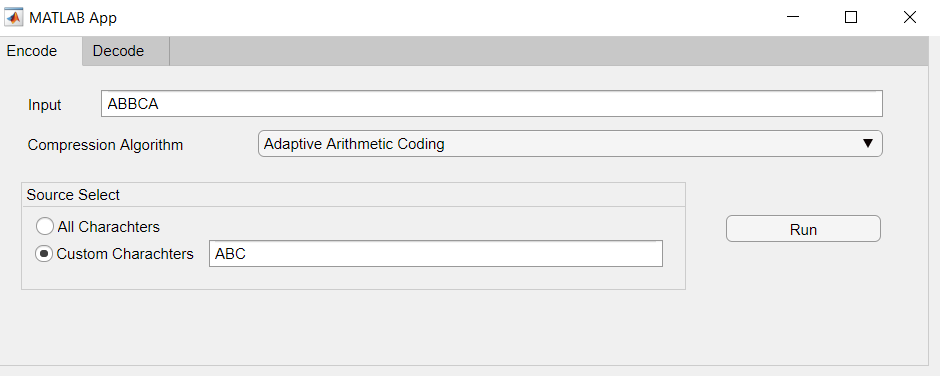 MATLAB App
Encode Decode
Input ABBCA
Compression Algorithm Adaptive Arithmetic Coding
Source Select
All Charachters
Run
Custom Charachters ABC